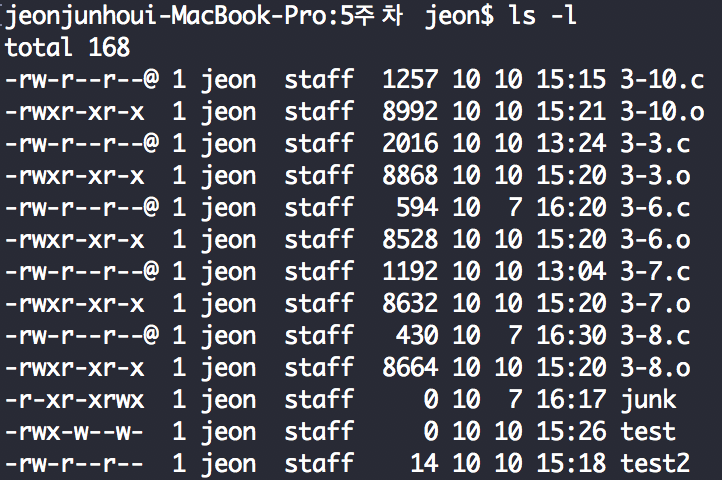 jeonjunhoui-MacBook-Pro:5주차 jeon$ ls -l
total 168
-rw-r--r--@ 1 jeon  staff  1257 10 10 15:15 3-10.c
-rwxr-xr-x  1 jeon  staff  8992 10 10 15:21 3-10.o
-rw-r--r--@ 1 jeon  staff  2016 10 10 13:24 3-3.c
-rwxr-xr-x  1 jeon  staff  8868 10 10 15:20 3-3.o
-rw-r--r--@ 1 jeon  staff   594 10  7 16:20 3-6.c
-rwxr-xr-x  1 jeon  staff  8528 10 10 15:20 3-6.o
-rw-r--r--@ 1 jeon  staff  1192 10 10 13:04 3-7.c
-rwxr-xr-x  1 jeon  staff  8632 10 10 15:20 3-7.o
-rw-r--r--@ 1 jeon  staff   430 10  7 16:30 3-8.c
-rwxr-xr-x  1 jeon  staff  8664 10 10 15:20 3-8.o
-r-xr-xrwx  1 jeon  staff     0 10  7 16:17 junk
-rwx-w--w-  1 jeon  staff     0 10 10 15:26 test
-rw-r--r--  1 jeon  staff    14 10 10 15:18 test2